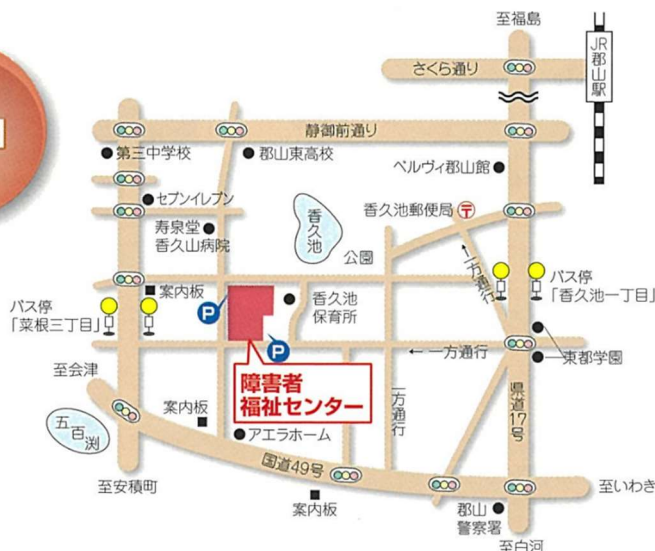 至福島
さくら通り
JR郡山駅
静御前通り
第三中学校
郡山東高校
ベルヴィ郡山館
セブンイレブン
香久池郵便局
〒
寿泉堂
香久山病院
香久池
公園
一方通行
案内板
バス停
「菜根三丁目」
P
香久池
保育所
バス停
「香久池一丁目」
P
← 一方通行
東都学園
至会津
障害者
福祉センター
案内板
一方通行
県道17号
五百渕
アエラホーム
国道49号
至安積町
案内板
郡山
警察署
至いわき
至白河